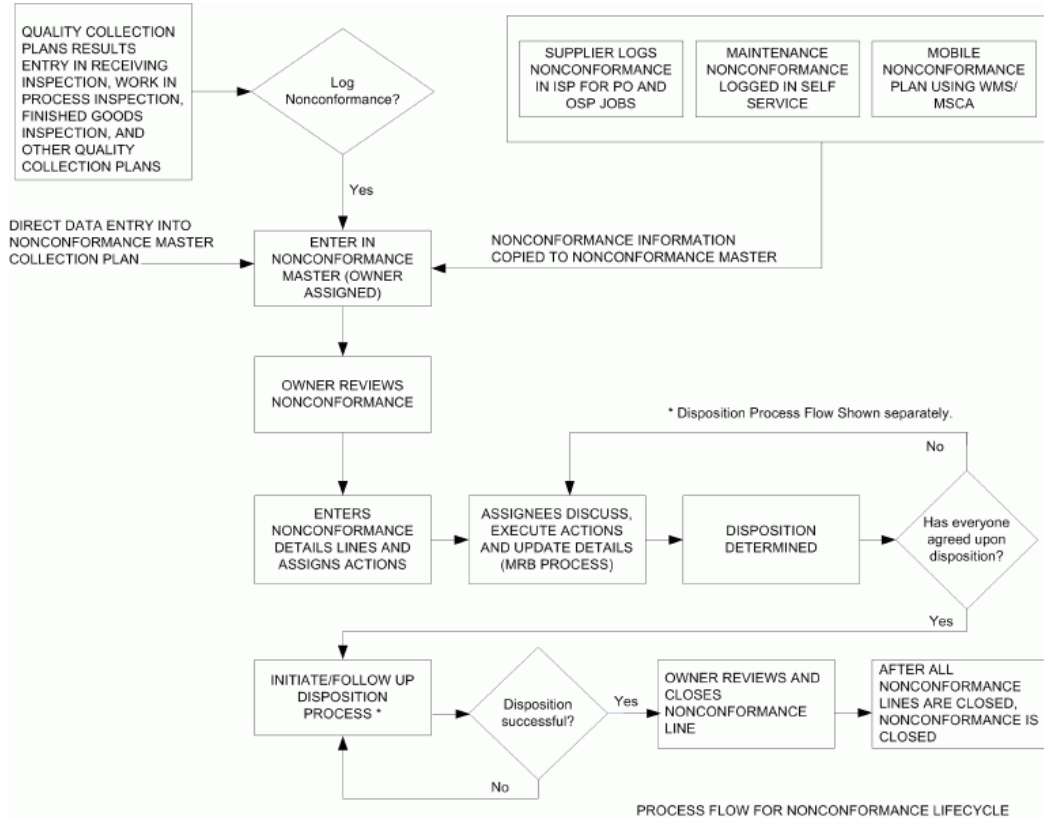 QUALITY COLLECTION
PLANS RESULTS
ENTRY IN RECEIVING
INSPECTION, WORK IN
PROCESS INSPECTION,
FINISHED GOODS
INSPECTION, AND
OTHER QUALITY
COLLECTION PLANS
Log
Nonconformance?
SUPPLIER LOGS
NONCONFORMANCE
IN ISP FOR PO AND
OSP JOBS
MAINTENANCE
NONCONFORMANCE
LOGGED IN SELF
SERVICE
MOBILE
NONCONFORMANCE
PLAN USING WMS/
MSCA
Yes
DIRECT DATA ENTRY INTO
NONCONFORMANCE MASTER
COLLECTION PLAN
ENTER IN
NONCONFORMANCE
MASTER (OWNER
ASSIGNED)
NONCONFORMANCE INFORMATION
COPIED TO NONCONFORMANCE MASTER
OWNER REVIEWS
NONCONFORMANCE
* Disposition Process Flow Shown separately.
No
ENTERS
NONCONFORMANCE
DETAILS LINES AND
ASSIGNS ACTIONS
ASSIGNEES DISCUSS,
EXECUTE ACTIONS
AND UPDATE DETAILS
(MRB PROCESS)
DISPOSITION
DETERMINED
Has everyone
agreed upon
disposition?
Yes
INITIATE/FOLLOW UP
DISPOSITION
PROCESS *
Disposition
successful?
Yes
OWNER REVIEWS AND
CLOSES
NONCONFORMANCE
LINE
AFTER ALL
NONCONFORMANCE
LINES ARE CLOSED,
NONCONFORMANCE IS
CLOSED
No
PROCESS FLOW FOR NONCONFORMANCE LIFECYCLE